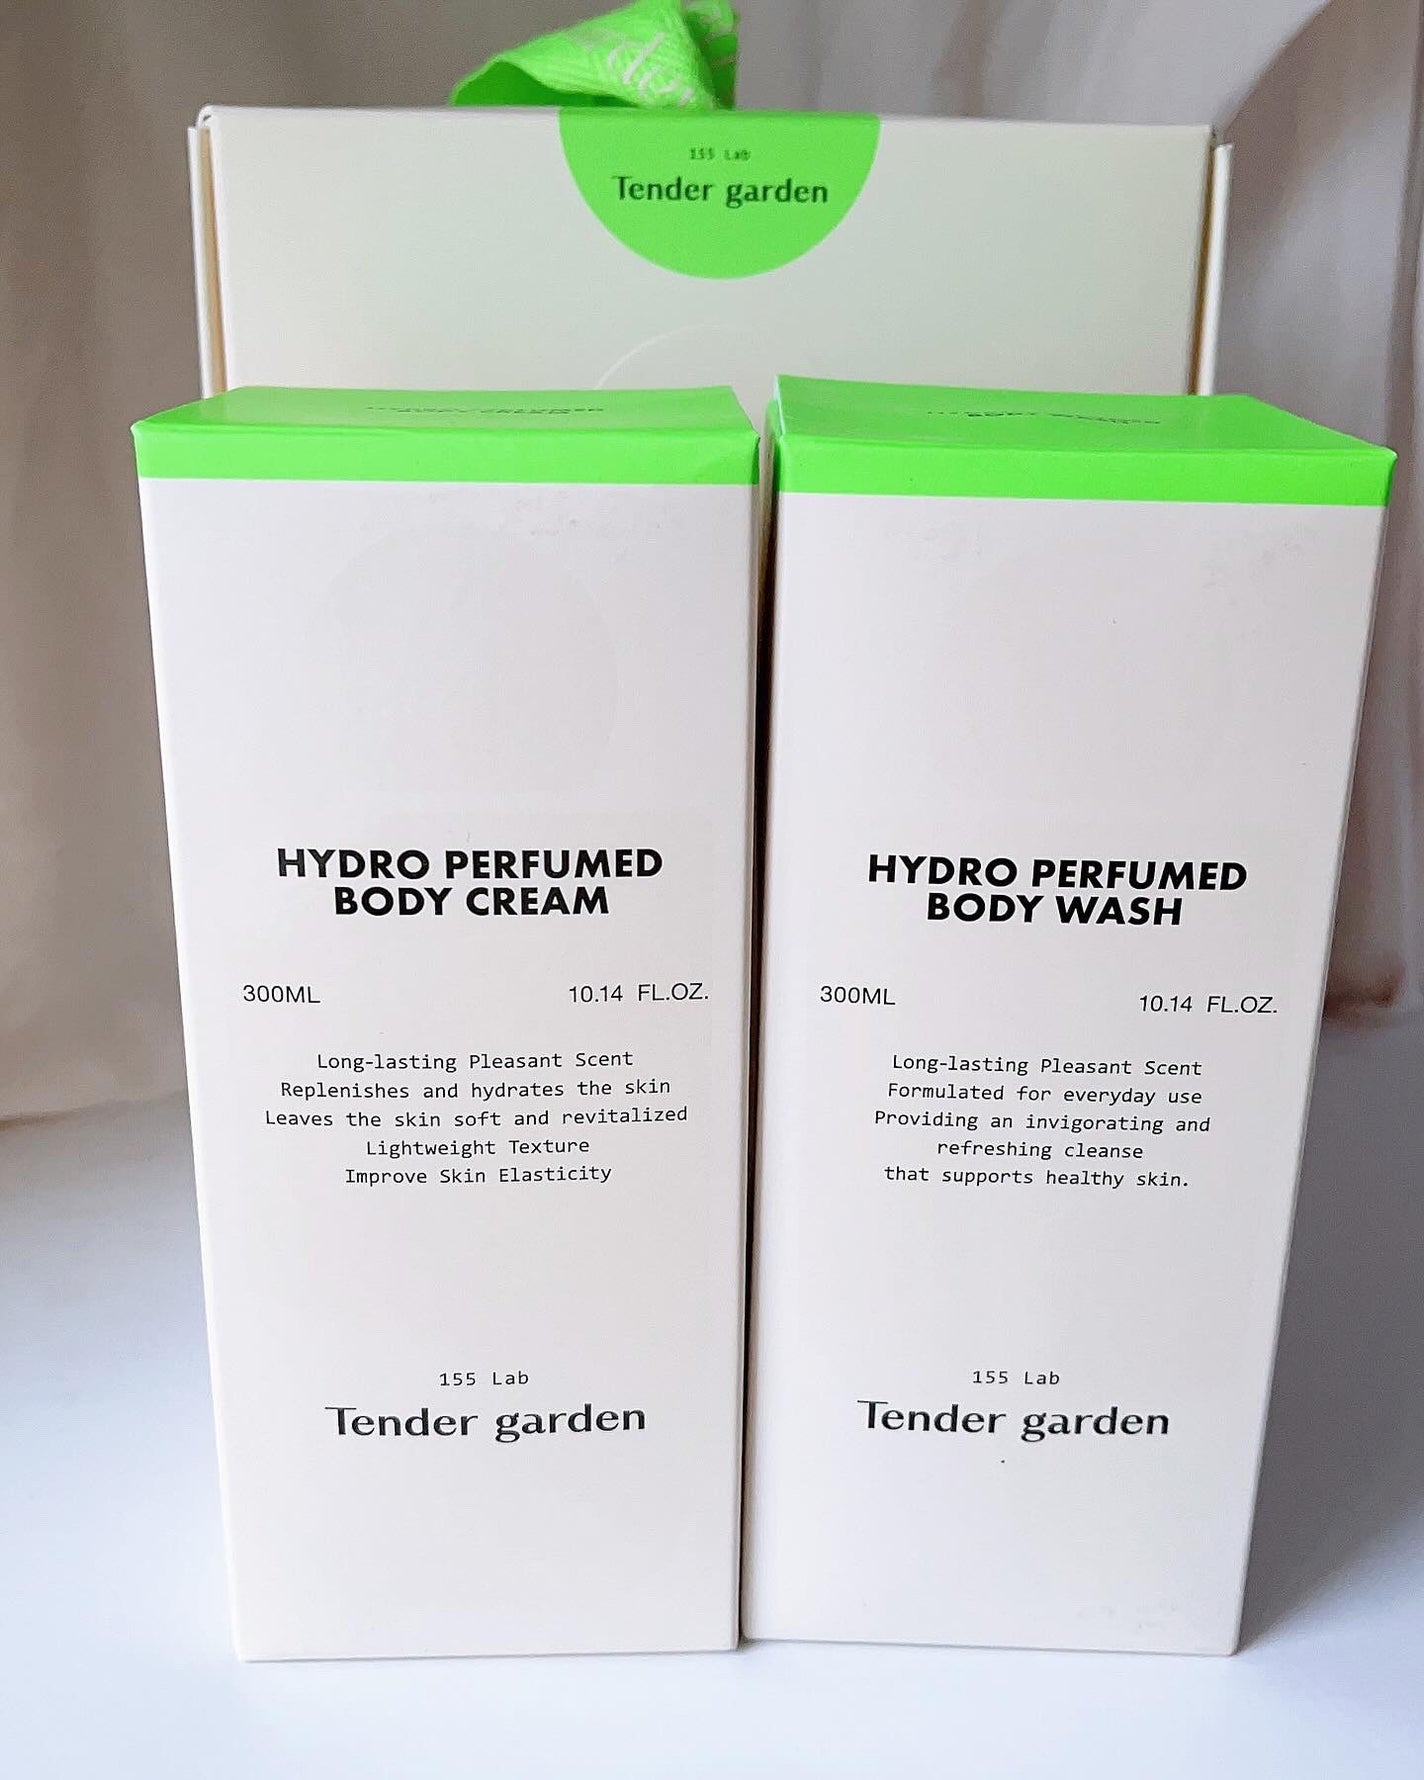 155 Lab
Tender garden
HYDRO PERFUMED
BODY CREAM
300ML 10.14 FL.OZ.
Long-lasting Pleasant Scent
Replenishes and hydrates the skin
Leaves the skin soft and revitalized
Lightweight Texture
Improve Skin Elasticity
155 Lab
Tender garden
HYDRO PERFUMED
BODY WASH
300ML 10.14 FL.OZ.
Long-lasting Pleasant Scent
Formulated for everyday use
Providing an invigorating and
refreshing cleanse
that supports healthy skin.
155 Lab
Tender garden